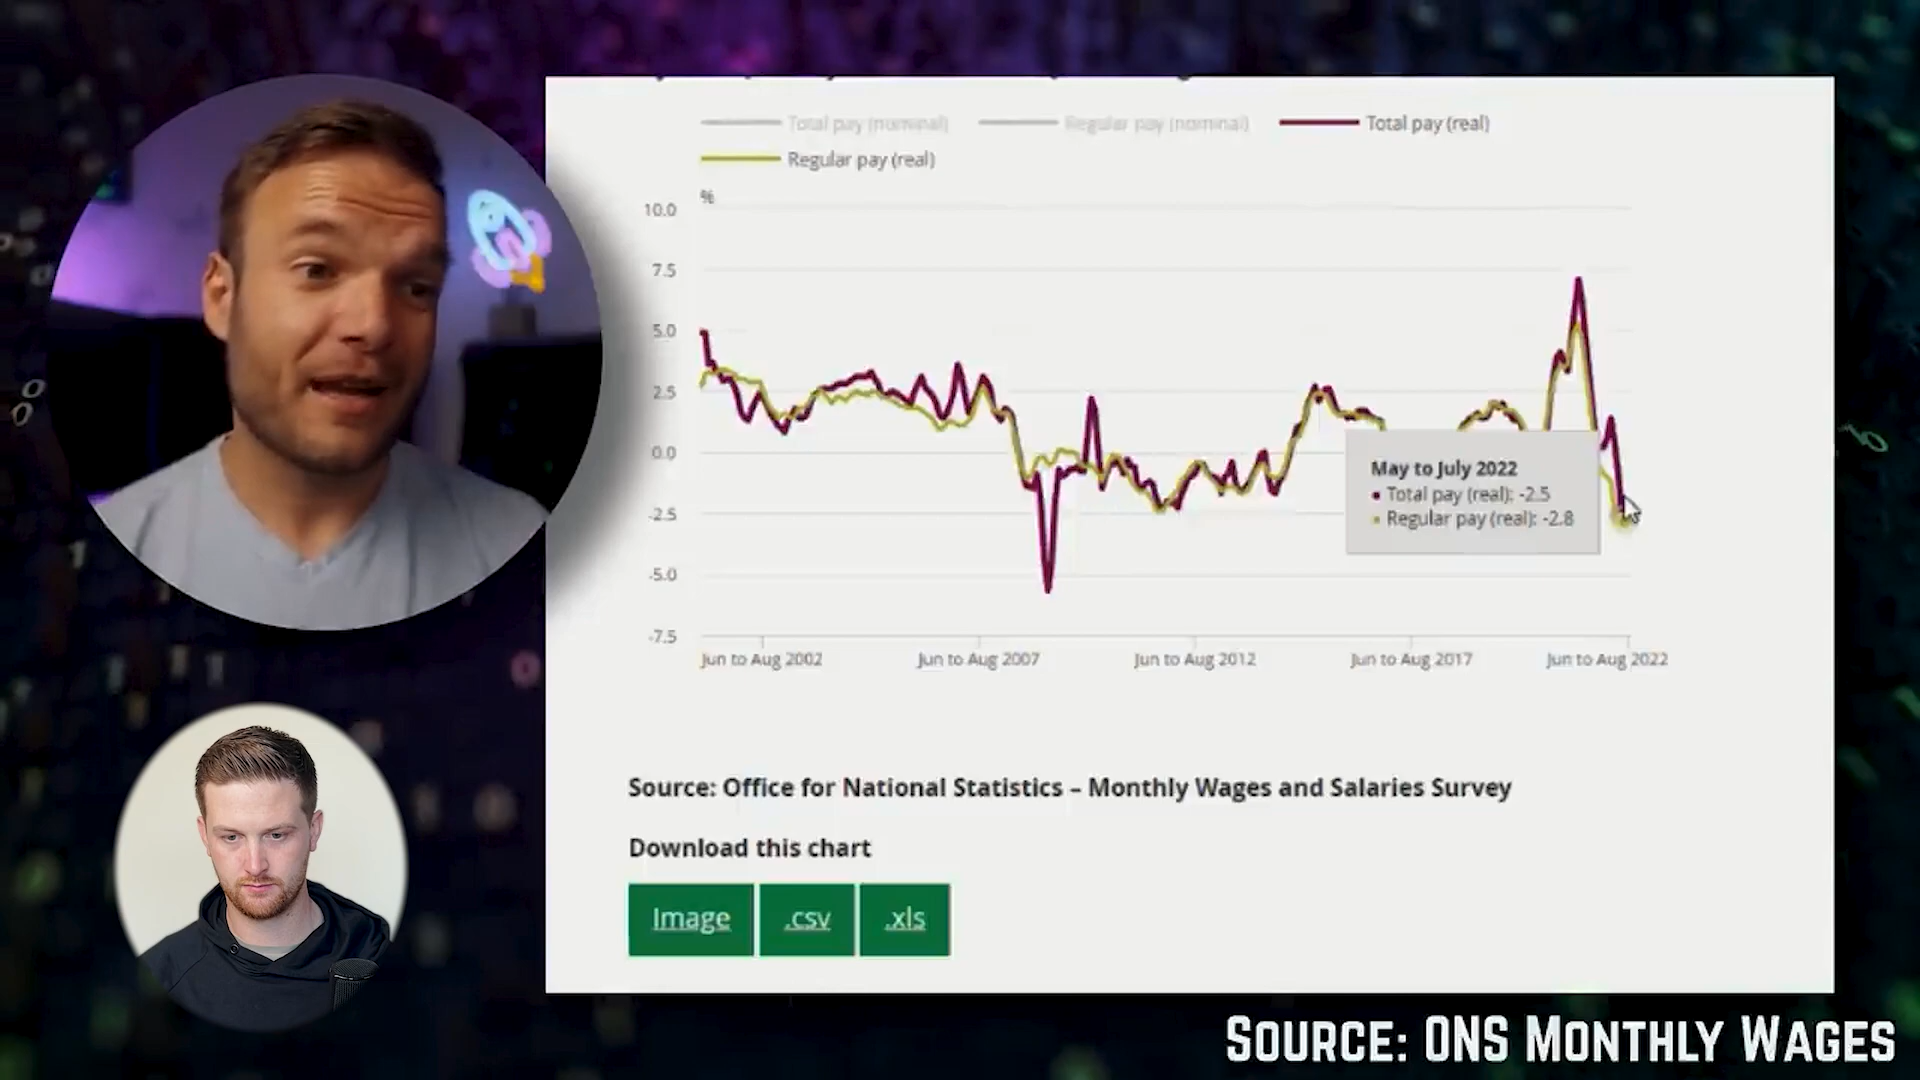 Total pay (nominal) Regular pay (nominal) Total pay (real)
Regular pay (real)
%
10.0
7.5
5.0
2.5
0.0
-2.5
-5.0
-7.5
May to July 2022
Total pay (real): -2.5
Regular pay (real): -2.8
Jun to Aug 2002 Jun to Aug 2007 Jun to Aug 2012 Jun to Aug 2017 Jun to Aug 2022
Source: Office for National Statistics – Monthly Wages and Salaries Survey
Download this chart
Image .csv .xls
SOURCE: ONS MONTHLY WAGES